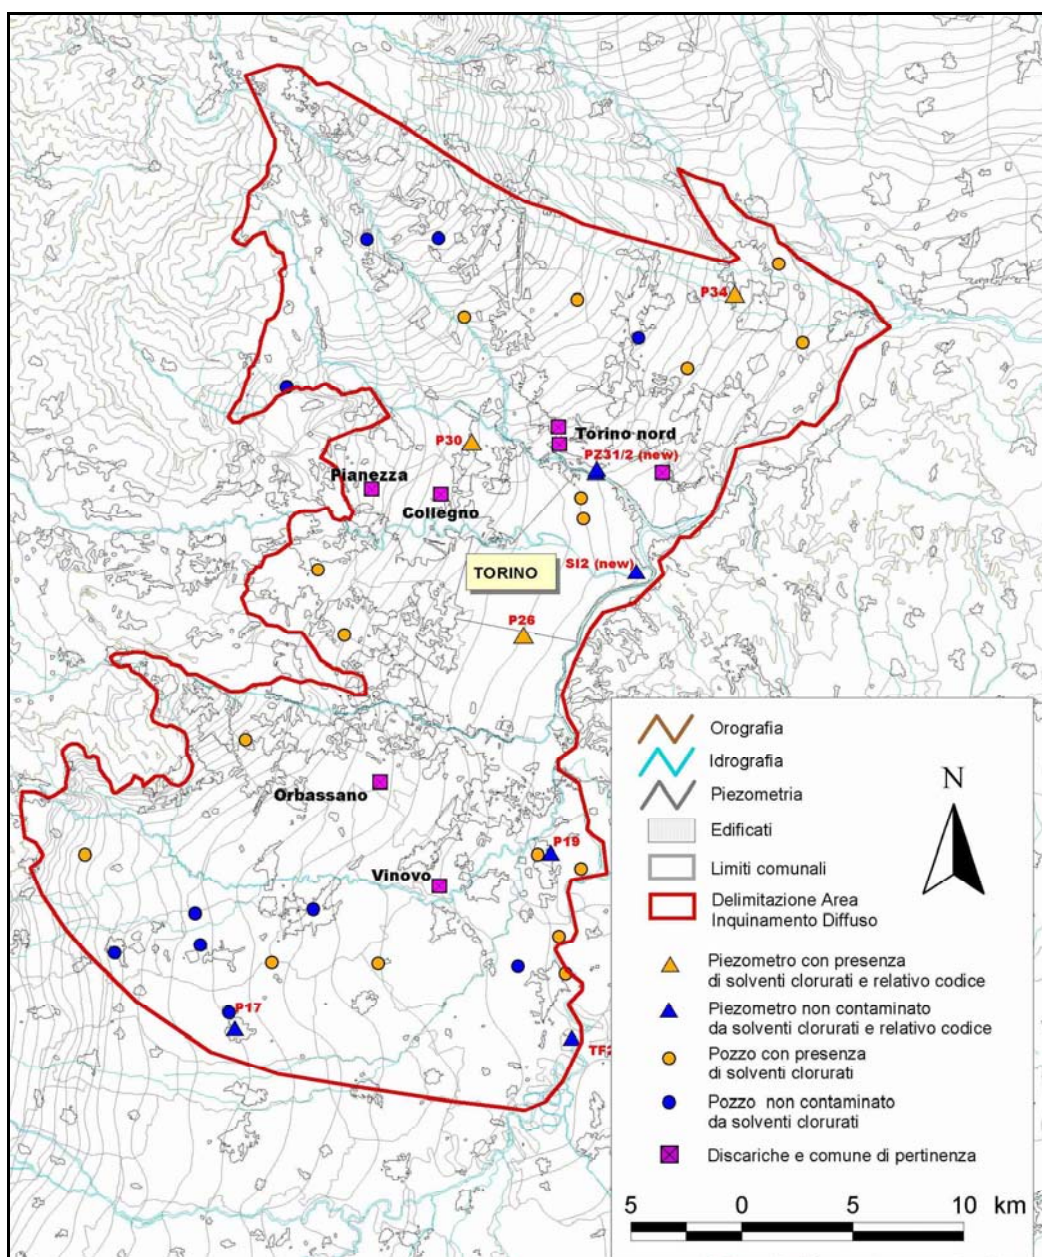 P34
P30
Torino nord
PZ31/2 (new)
Pianezza
Collegno
SI2 (new)
TORINO
P26
Orbassano
P19
Vinovo
P17
Orografia
Idrografia
Piezometria
Edificati
Limiti comunali
Delimitazione Area
Inquinamento Diffuso
N
Piezometro con presenza
di solventi clorurati e relativo codice
Piezometro non contaminato
da solventi clorurati e relativo codice
Pozzo con presenza
di solventi clorurati
Pozzo non contaminato
da solventi clorurati
Discariche e comune di pertinenza
5 0 5 10 km